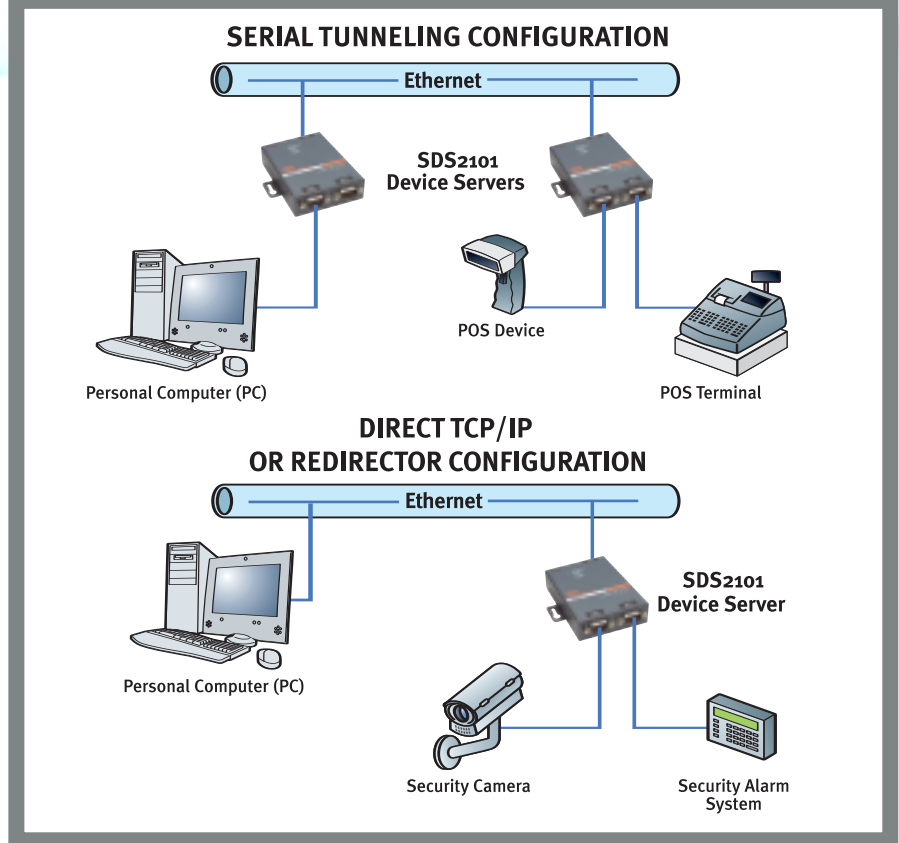 SERIAL TUNNELING CONFIGURATION
Ethernet
SDS2101
Device Servers
POS Device
Personal Computer (PC)
POS Terminal
DIRECT TCP/IP
OR REDIRECTOR CONFIGURATION
Ethernet
SDS2101
Device Server
Personal Computer (PC)
Security Camera
Security Alarm
System